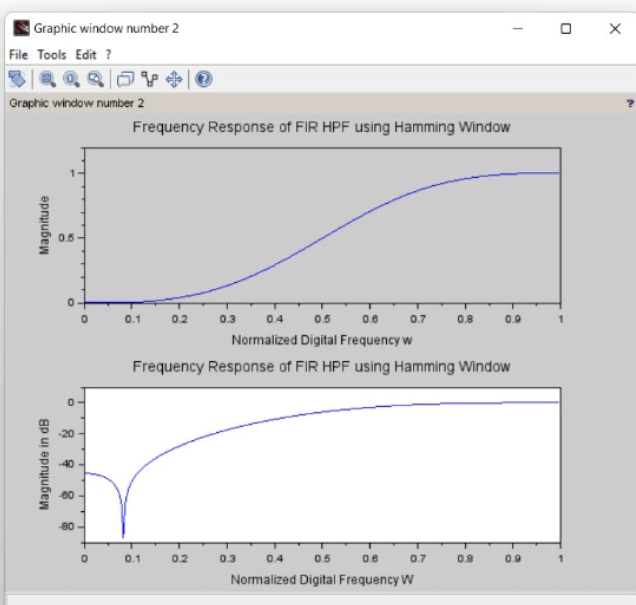 Graphic window number 2
File Tools Edit ?
Graphic window number 2 ?
Frequency Response of FIR HPF using Hamming Window
Magnitude
1
0.5
0
0 0.1 0.2 0.3 0.4 0.5 0.6 0.7 0.8 0.9 1
Normalized Digital Frequency w
Frequency Response of FIR HPF using Hamming Window
Magnitude in dB
0
-20
-40
-60
-80
0 0.1 0.2 0.3 0.4 0.5 0.6 0.7 0.8 0.9 1
Normalized Digital Frequency W